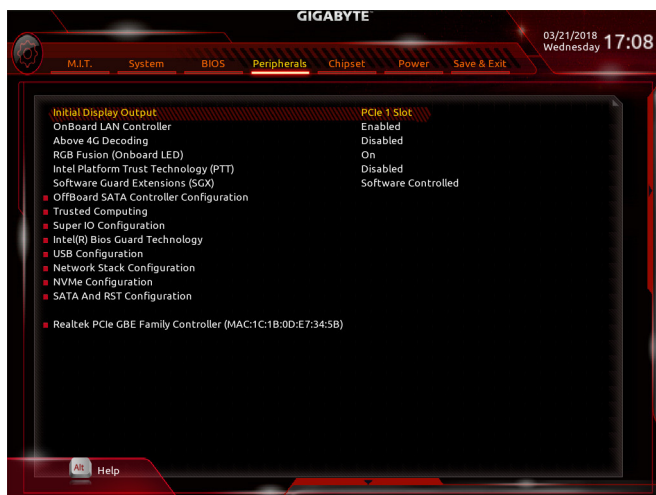 GIGABYTE™
03/21/2018 Wednesday 17:08
M.I.T. System BIOS Peripherals Chipset Power Save & Exit
Initial Display Output PCIe 1 Slot
OnBoard LAN Controller Enabled
Above 4G Decoding Disabled
RGB Fusion (Onboard LED) On
Intel Platform Trust Technology (PTT) Disabled
Software Guard Extensions (SGX) Software Controlled
OffBoard SATA Controller Configuration
Trusted Computing
Super IO Configuration
Intel(R) Bios Guard Technology
USB Configuration
Network Stack Configuration
NVMe Configuration
SATA And RST Configuration
Realtek PCIe GBE Family Controller (MAC:1C:1B:0D:E7:34:5B)
Alt Help